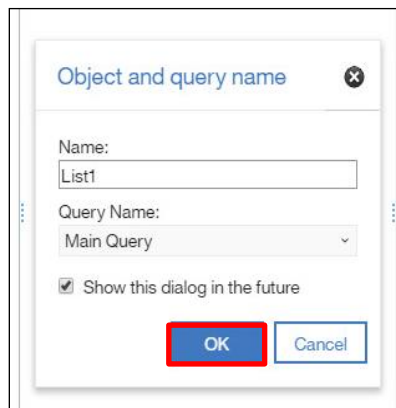 Object and query name
Name:
List1
Query Name:
Main Query
Show this dialog in the future
OK Cancel